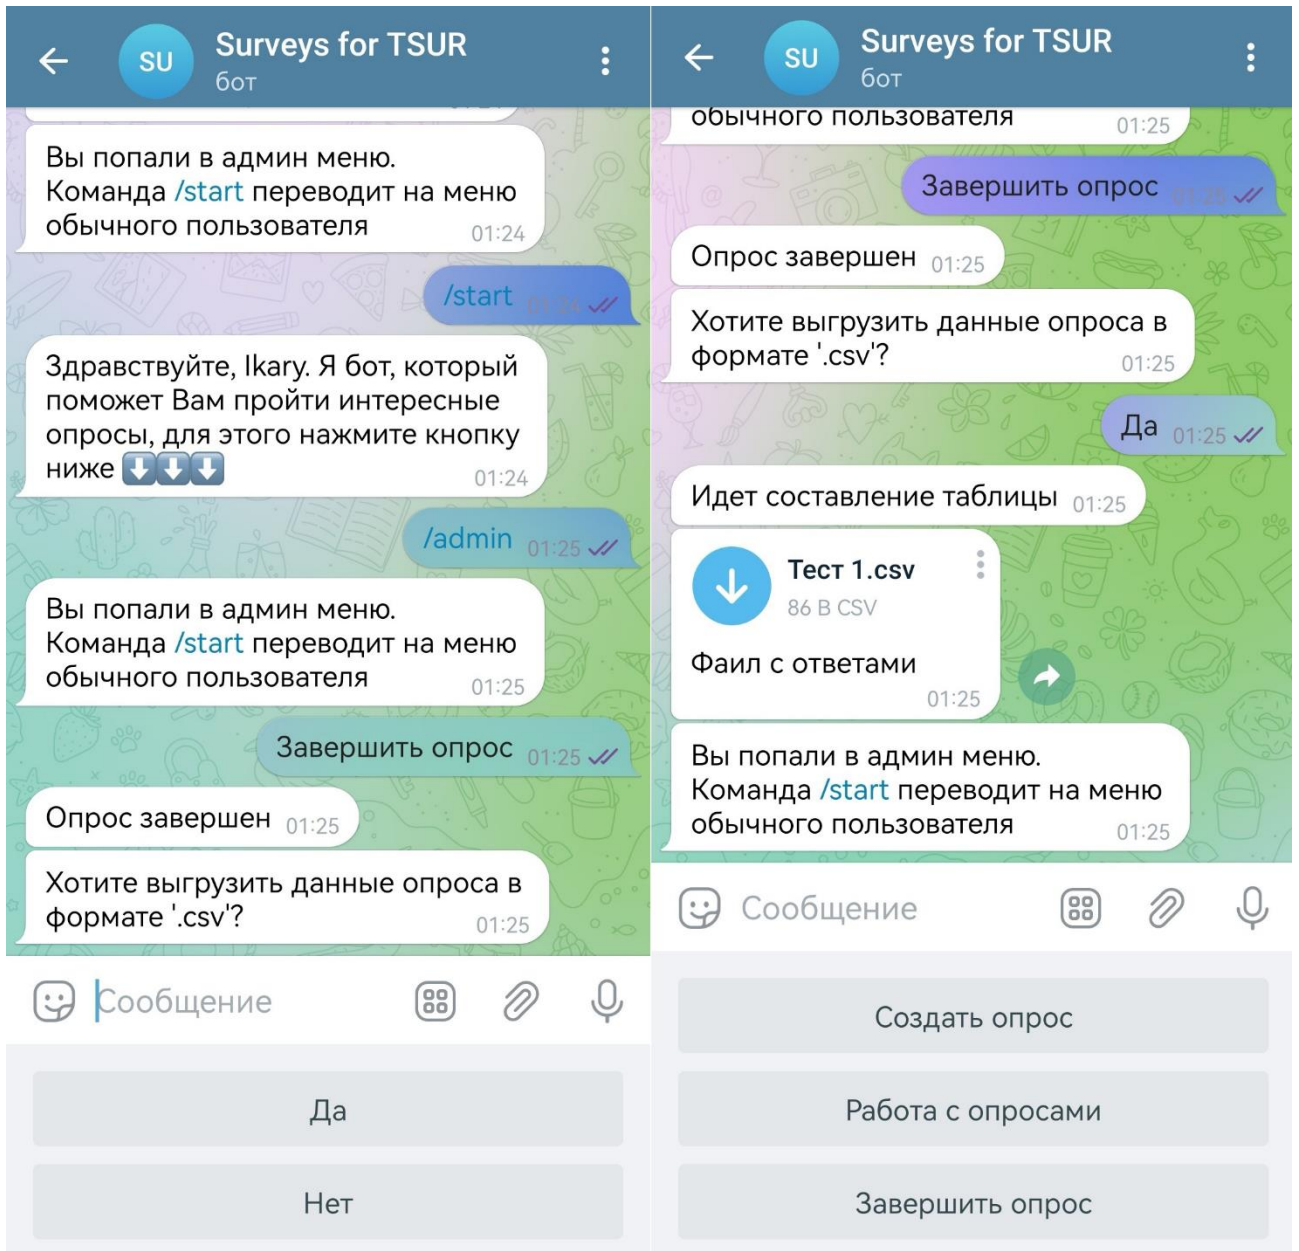 SU
Surveys for TSUR
бот
Вы попали в админ меню.
Команда /start переводит на меню
обычного пользователя
01:24
/start 01:24
Здравствуйте, Ikary. Я бот, который
поможет Вам пройти интересные
опросы, для этого нажмите кнопку
ниже ⬇️⬇️⬇️
01:24
/admin 01:25
Вы попали в админ меню.
Команда /start переводит на меню
обычного пользователя
01:25
Завершить опрос 01:25
Опрос завершен 01:25
Хотите выгрузить данные опроса в
формате '.csv'?
01:25
Сообщение
Да
Нет
SU
Surveys for TSUR
бот
обычного пользователя
01:25
Завершить опрос 01:25
Опрос завершен 01:25
Хотите выгрузить данные опроса в
формате '.csv'?
01:25
Да 01:25
Идет составление таблицы 01:25
Тест 1.csv
86 B CSV
Фаил с ответами
01:25
Вы попали в админ меню.
Команда /start переводит на меню
обычного пользователя
01:25
Сообщение
Создать опрос
Работа с опросами
Завершить опрос